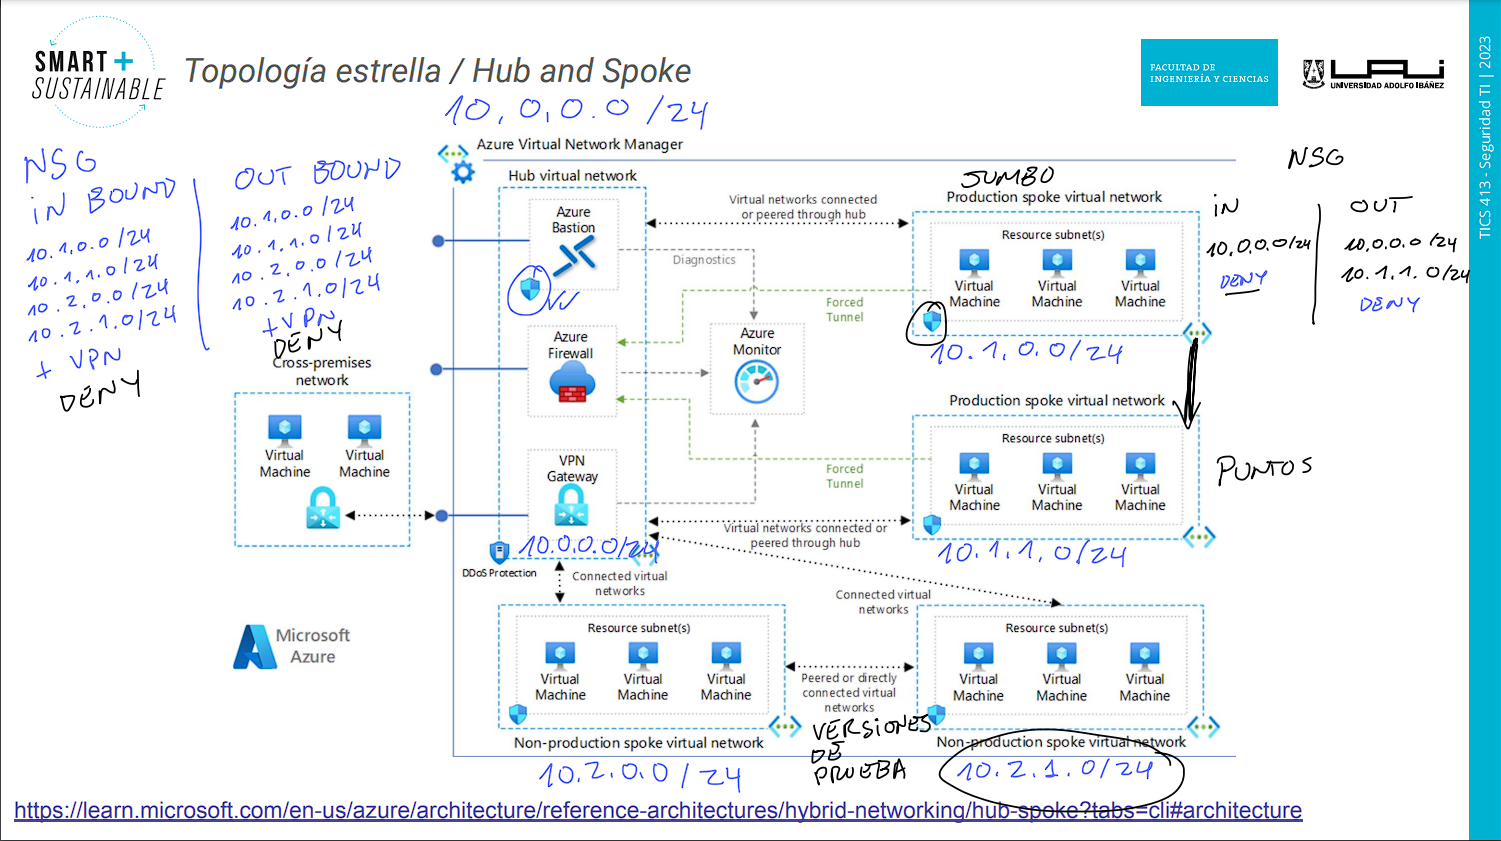 SMART +
SUSTAINABLE
Topología estrella / Hub and Spoke
FACULTAD DE
INGENIERÍA Y CIENCIAS
UAI
UNIVERSIDAD ADOLFO IBÁÑEZ
TICS 413 - Seguridad TI | 2023
10.0.0.0/24
NSG
IN BOUND
10.1.0.0/24
10.1.1.0/24
10.2.0.0/24
10.2.1.0/24
+ VPN
DENY
OUT BOUND
10.1.0.0/24
10.1.1.0/24
10.2.0.0/24
10.2.1.0/24
+VPN
DENY
Cross-premises
network
Virtual
Machine
Virtual
Machine
Azure Virtual Network Manager
Hub virtual network
Azure
Bastion
Azure
Firewall
VPN
Gateway
10.0.0.0/24
DDoS Protection
Virtual networks connected
or peered through hub
Diagnostics
Forced
Tunnel
Azure
Monitor
Forced
Tunnel
Virtual networks connected or
peered through hub
Connected virtual
networks
Connected virtual
networks
JUMBO
Production spoke virtual network
Resource subnet(s)
Virtual
Machine
Virtual
Machine
Virtual
Machine
10.1.0.0/24
NSG
IN
10.0.0.0/24
DENY
OUT
10.0.0.0/24
10.1.1.0/24
DENY
Production spoke virtual network
Resource subnet(s)
Virtual
Machine
Virtual
Machine
Virtual
Machine
PUNTOS
10.1.1.0/24
Microsoft
Azure
Resource subnet(s)
Virtual
Machine
Virtual
Machine
Virtual
Machine
Non-production spoke virtual network
10.2.0.0/24
Peered or directly
connected virtual
networks
VERSIONES
DE
PRUEBA
Resource subnet(s)
Virtual
Machine
Virtual
Machine
Virtual
Machine
Non-production spoke virtual network
10.2.1.0/24
https://learn.microsoft.com/en-us/azure/architecture/reference-architectures/hybrid-networking/hub-spoke?tabs=cli#architecture